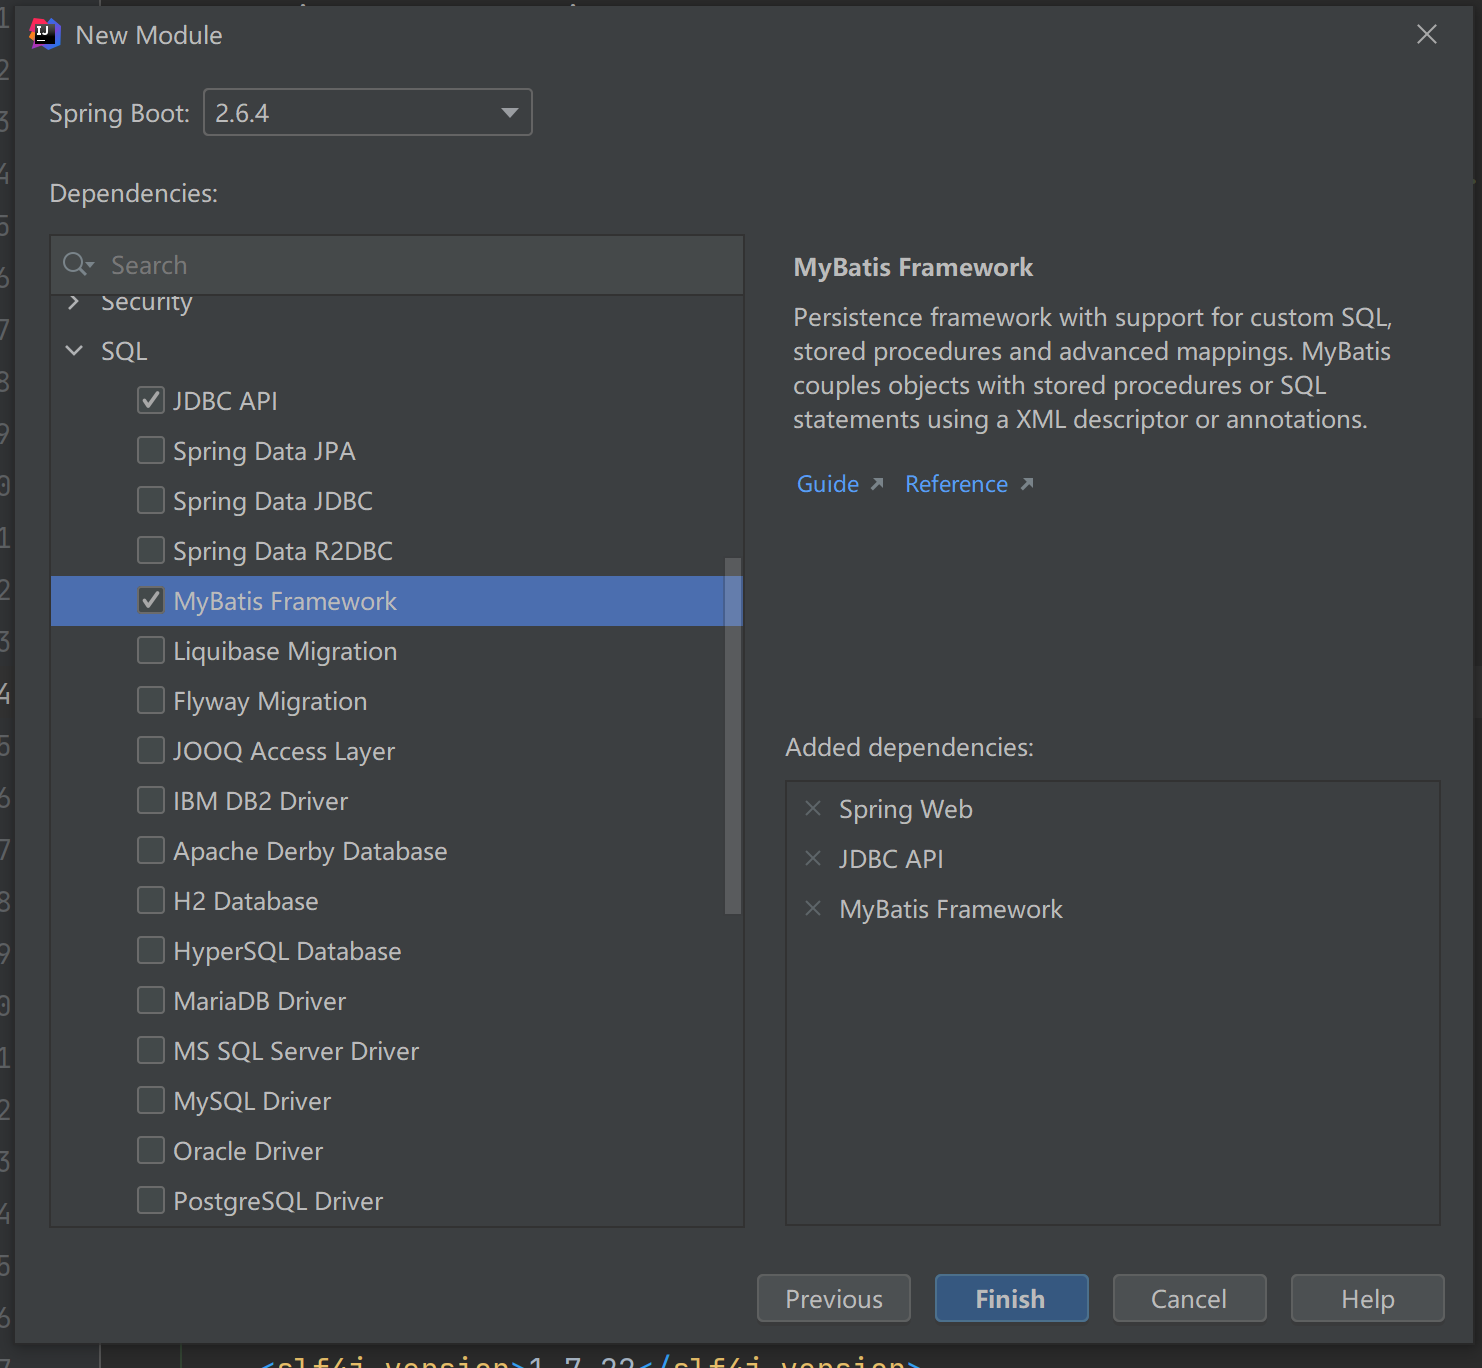 New Module
Spring Boot: 2.6.4
Dependencies:
Search
Security
SQL
JDBC API
Spring Data JPA
Spring Data JDBC
Spring Data R2DBC
MyBatis Framework
Liquibase Migration
Flyway Migration
JOOQ Access Layer
IBM DB2 Driver
Apache Derby Database
H2 Database
HyperSQL Database
MariaDB Driver
MS SQL Server Driver
MySQL Driver
Oracle Driver
PostgreSQL Driver
MyBatis Framework
Persistence framework with support for custom SQL,
stored procedures and advanced mappings. MyBatis
couples objects with stored procedures or SQL
statements using a XML descriptor or annotations.
Guide Reference
Added dependencies:
Spring Web
JDBC API
MyBatis Framework
Previous Finish Cancel Help